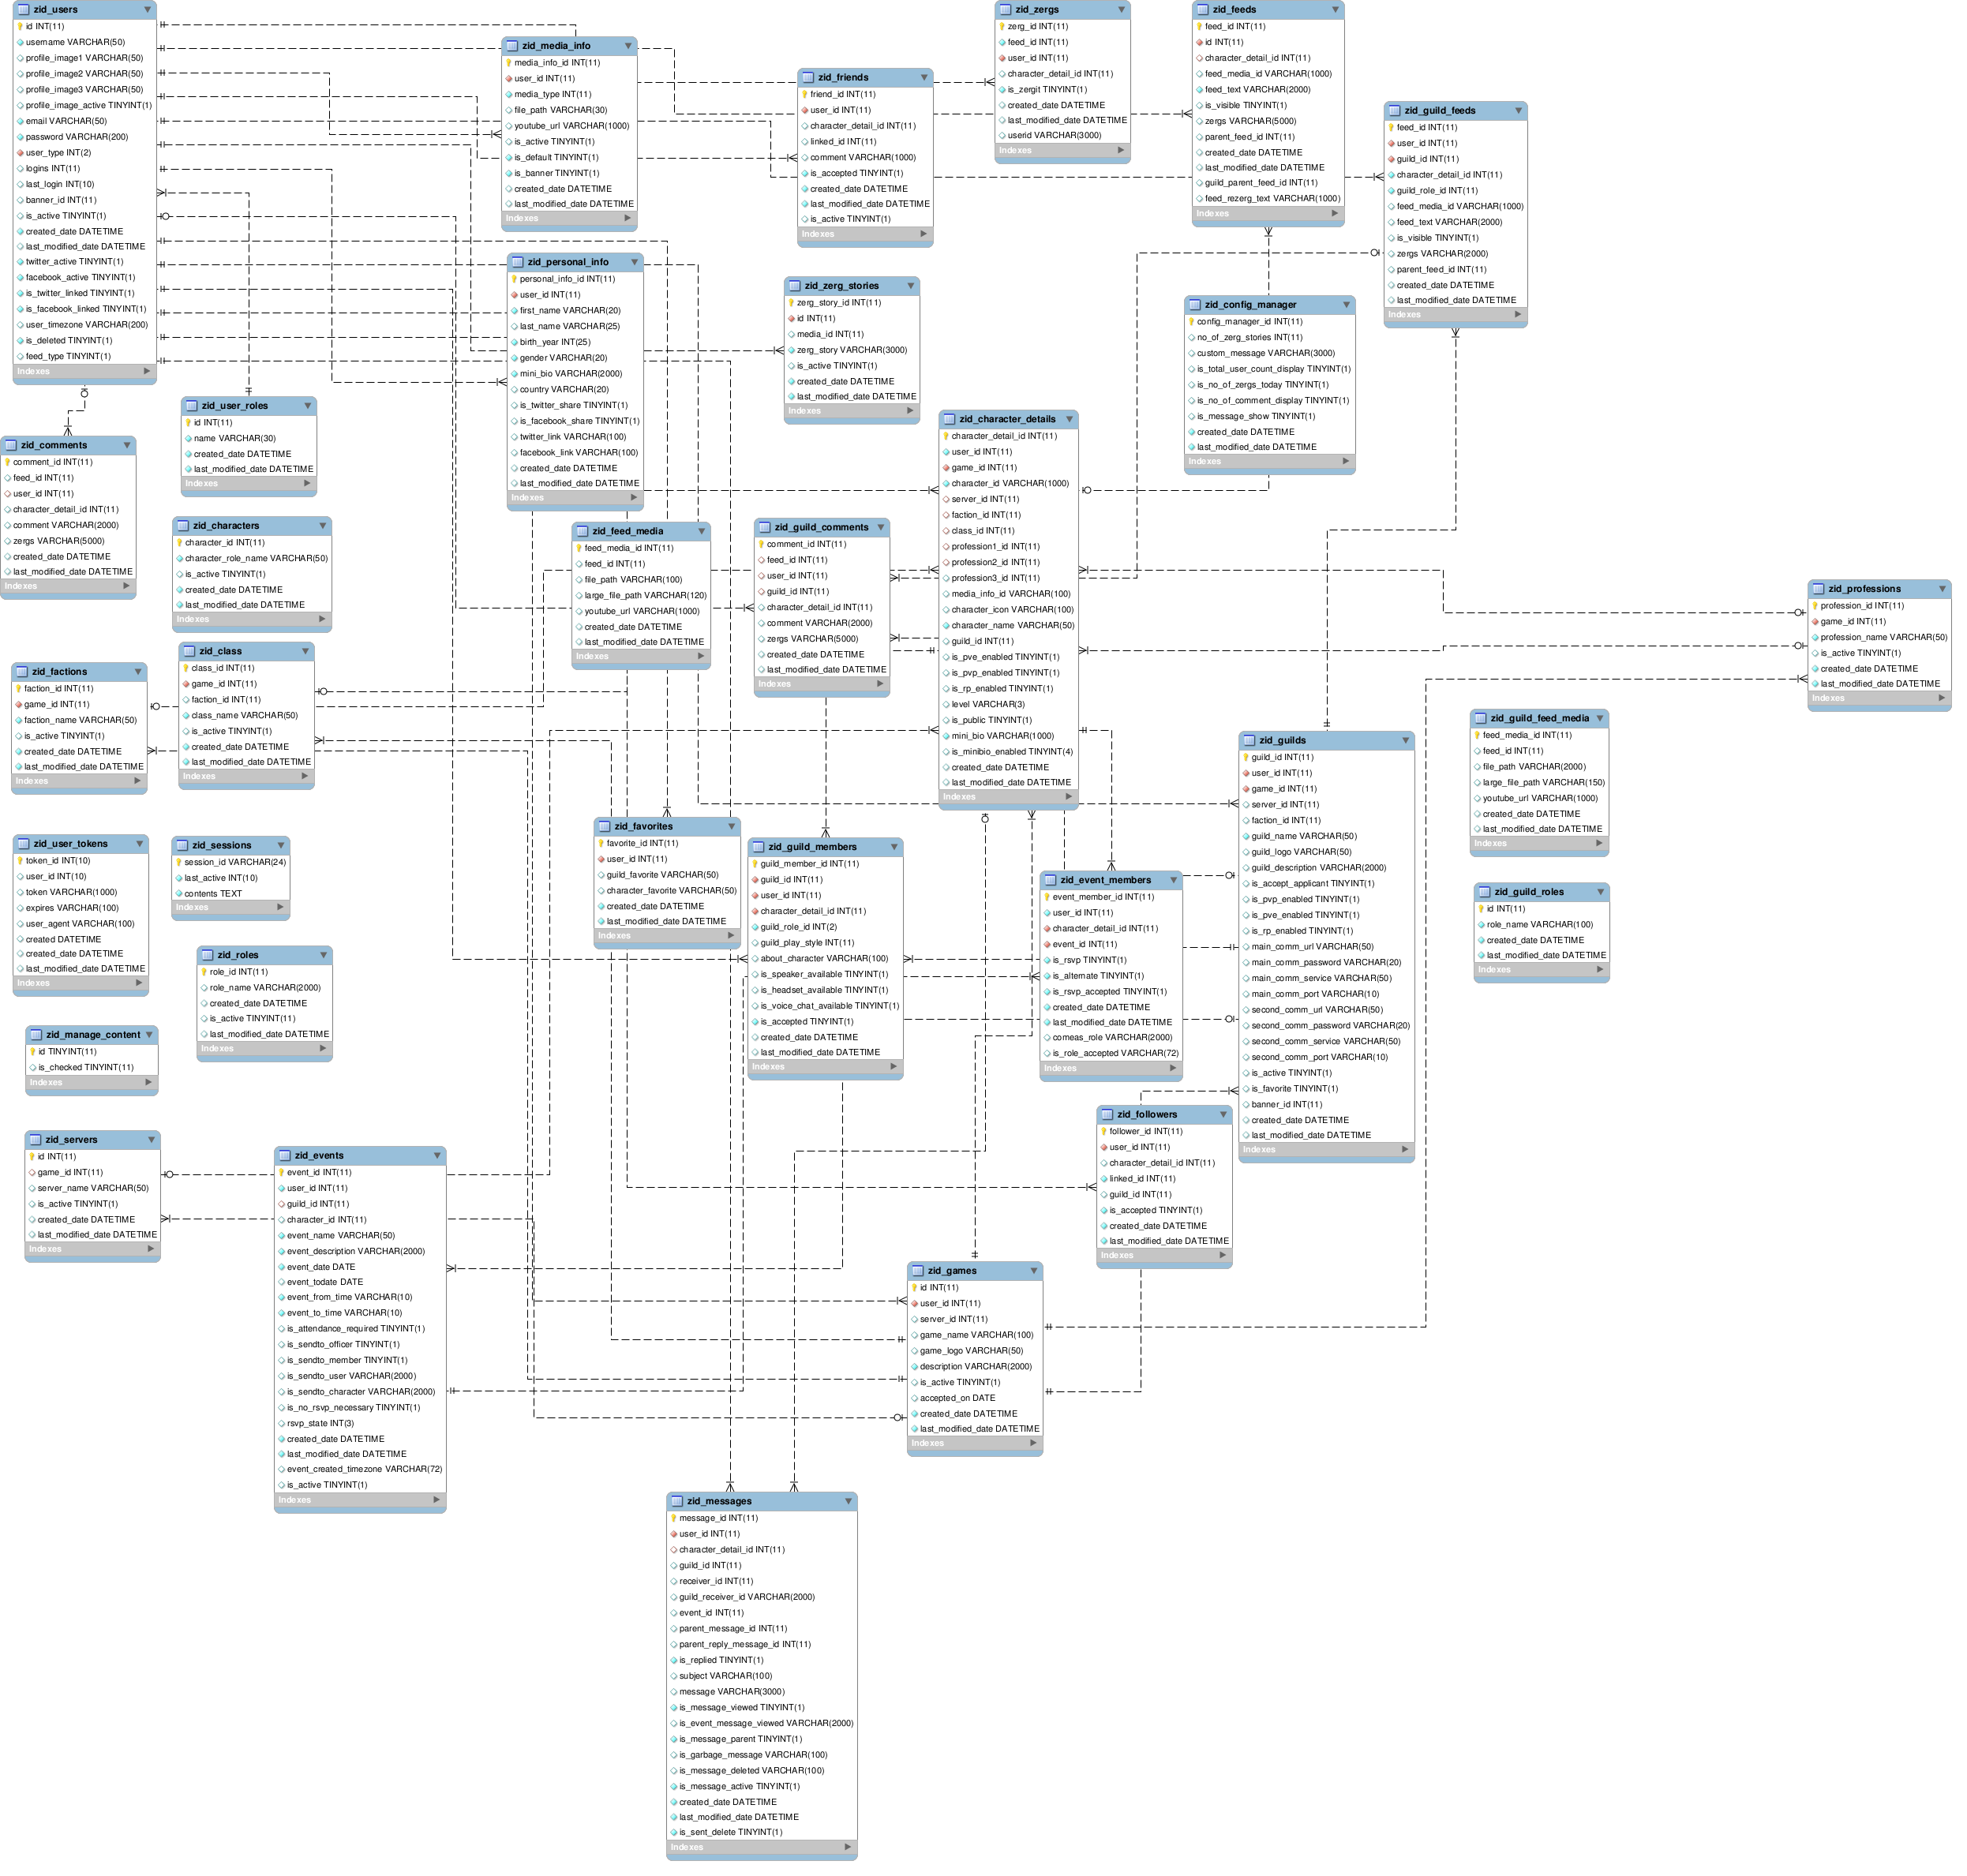 zid_users
id INT(11)
username VARCHAR(50)
profile_image1 VARCHAR(50)
profile_image2 VARCHAR(50)
profile_image3 VARCHAR(50)
profile_image_active TINYINT(1)
email VARCHAR(50)
password VARCHAR(200)
user_type INT(2)
logins INT(11)
last_login INT(10)
banner_id INT(11)
is_active TINYINT(1)
created_date DATETIME
last_modified_date DATETIME
twitter_active TINYINT(1)
facebook_active TINYINT(1)
is_twitter_linked TINYINT(1)
is_facebook_linked TINYINT(1)
user_timezone VARCHAR(200)
is_deleted TINYINT(1)
feed_type TINYINT(1)
Indexes
zid_media_info
media_info_id INT(11)
user_id INT(11)
media_type INT(11)
file_path VARCHAR(30)
youtube_url VARCHAR(1000)
is_active TINYINT(1)
is_default TINYINT(1)
is_banner TINYINT(1)
created_date DATETIME
last_modified_date DATETIME
Indexes
zid_friends
friend_id INT(11)
user_id INT(11)
character_detail_id INT(11)
linked_id INT(11)
comment VARCHAR(1000)
is_accepted TINYINT(1)
created_date DATETIME
last_modified_date DATETIME
is_active TINYINT(1)
Indexes
zid_zergs
zerg_id INT(11)
feed_id INT(11)
user_id INT(11)
character_detail_id INT(11)
is_zergit TINYINT(1)
created_date DATETIME
last_modified_date DATETIME
userid VARCHAR(3000)
Indexes
zid_feeds
feed_id INT(11)
id INT(11)
character_detail_id INT(11)
feed_media_id VARCHAR(1000)
feed_text VARCHAR(2000)
is_visible TINYINT(1)
zergs VARCHAR(5000)
parent_feed_id INT(11)
created_date DATETIME
last_modified_date DATETIME
guild_parent_feed_id INT(11)
feed_rezerg_text VARCHAR(1000)
Indexes
zid_guild_feeds
feed_id INT(11)
user_id INT(11)
guild_id INT(11)
character_detail_id INT(11)
guild_role_id INT(11)
feed_media_id VARCHAR(1000)
feed_text VARCHAR(2000)
is_visible TINYINT(1)
zergs VARCHAR(2000)
parent_feed_id INT(11)
created_date DATETIME
last_modified_date DATETIME
Indexes
zid_personal_info
personal_info_id INT(11)
user_id INT(11)
first_name VARCHAR(20)
last_name VARCHAR(25)
birth_year INT(25)
gender VARCHAR(20)
mini_bio VARCHAR(2000)
country VARCHAR(20)
is_twitter_share TINYINT(1)
is_facebook_share TINYINT(1)
twitter_link VARCHAR(100)
facebook_link VARCHAR(100)
created_date DATETIME
last_modified_date DATETIME
Indexes
zid_zerg_stories
zerg_story_id INT(11)
id INT(11)
media_id INT(11)
zerg_story VARCHAR(3000)
is_active TINYINT(1)
created_date DATETIME
last_modified_date DATETIME
Indexes
zid_config_manager
config_manager_id INT(11)
no_of_zerg_stories INT(11)
custom_message VARCHAR(3000)
is_total_user_count_display TINYINT(1)
is_no_of_zergs_today TINYINT(1)
is_no_of_comment_display TINYINT(1)
is_message_show TINYINT(1)
created_date DATETIME
last_modified_date DATETIME
Indexes
zid_user_roles
id INT(11)
name VARCHAR(30)
created_date DATETIME
last_modified_date DATETIME
Indexes
zid_comments
comment_id INT(11)
feed_id INT(11)
user_id INT(11)
character_detail_id INT(11)
comment VARCHAR(2000)
zergs VARCHAR(5000)
created_date DATETIME
last_modified_date DATETIME
Indexes
zid_character_details
character_detail_id INT(11)
user_id INT(11)
game_id INT(11)
character_id VARCHAR(1000)
server_id INT(11)
faction_id INT(11)
class_id INT(11)
profession1_id INT(11)
profession2_id INT(11)
profession3_id INT(11)
media_info_id VARCHAR(100)
character_icon VARCHAR(100)
character_name VARCHAR(50)
guild_id INT(11)
is_pve_enabled TINYINT(1)
is_pvp_enabled TINYINT(1)
is_rp_enabled TINYINT(1)
level VARCHAR(3)
is_public TINYINT(1)
mini_bio VARCHAR(1000)
is_minibio_enabled TINYINT(4)
created_date DATETIME
last_modified_date DATETIME
Indexes
zid_characters
character_id INT(11)
character_role_name VARCHAR(50)
is_active TINYINT(1)
created_date DATETIME
last_modified_date DATETIME
Indexes
zid_feed_media
feed_media_id INT(11)
feed_id INT(11)
file_path VARCHAR(100)
large_file_path VARCHAR(120)
youtube_url VARCHAR(1000)
created_date DATETIME
last_modified_date DATETIME
Indexes
zid_guild_comments
comment_id INT(11)
feed_id INT(11)
user_id INT(11)
guild_id INT(11)
character_detail_id INT(11)
comment VARCHAR(2000)
zergs VARCHAR(5000)
created_date DATETIME
last_modified_date DATETIME
Indexes
zid_professions
profession_id INT(11)
game_id INT(11)
profession_name VARCHAR(50)
is_active TINYINT(1)
created_date DATETIME
last_modified_date DATETIME
Indexes
zid_class
class_id INT(11)
game_id INT(11)
faction_id INT(11)
class_name VARCHAR(50)
is_active TINYINT(1)
created_date DATETIME
last_modified_date DATETIME
Indexes
zid_factions
faction_id INT(11)
game_id INT(11)
faction_name VARCHAR(50)
is_active TINYINT(1)
created_date DATETIME
last_modified_date DATETIME
Indexes
zid_guild_feed_media
feed_media_id INT(11)
feed_id INT(11)
file_path VARCHAR(2000)
large_file_path VARCHAR(150)
youtube_url VARCHAR(1000)
created_date DATETIME
last_modified_date DATETIME
Indexes
zid_guilds
guild_id INT(11)
user_id INT(11)
game_id INT(11)
server_id INT(11)
faction_id INT(11)
guild_name VARCHAR(50)
guild_logo VARCHAR(50)
guild_description VARCHAR(2000)
is_accept_applicant TINYINT(1)
is_pvp_enabled TINYINT(1)
is_pve_enabled TINYINT(1)
is_rp_enabled TINYINT(1)
main_comm_url VARCHAR(50)
main_comm_password VARCHAR(20)
main_comm_service VARCHAR(50)
main_comm_port VARCHAR(10)
second_comm_url VARCHAR(50)
second_comm_password VARCHAR(20)
second_comm_service VARCHAR(50)
second_comm_port VARCHAR(10)
is_active TINYINT(1)
is_favorite TINYINT(1)
banner_id INT(11)
created_date DATETIME
last_modified_date DATETIME
Indexes
zid_user_tokens
token_id INT(10)
user_id INT(10)
token VARCHAR(1000)
expires VARCHAR(100)
user_agent VARCHAR(100)
created DATETIME
created_date DATETIME
last_modified_date DATETIME
Indexes
zid_sessions
session_id VARCHAR(24)
last_active INT(10)
contents TEXT
Indexes
zid_favorites
favorite_id INT(11)
user_id INT(11)
guild_favorite VARCHAR(50)
character_favorite VARCHAR(50)
created_date DATETIME
last_modified_date DATETIME
Indexes
zid_guild_members
guild_member_id INT(11)
guild_id INT(11)
user_id INT(11)
character_detail_id INT(11)
guild_role_id INT(2)
guild_play_style INT(11)
about_character VARCHAR(100)
is_speaker_available TINYINT(1)
is_headset_available TINYINT(1)
is_voice_chat_available TINYINT(1)
is_accepted TINYINT(1)
created_date DATETIME
last_modified_date DATETIME
Indexes
zid_event_members
event_member_id INT(11)
user_id INT(11)
character_detail_id INT(11)
event_id INT(11)
is_rsvp TINYINT(1)
is_alternate TINYINT(1)
is_rsvp_accepted TINYINT(1)
created_date DATETIME
last_modified_date DATETIME
comeas_role VARCHAR(2000)
is_role_accepted VARCHAR(72)
Indexes
zid_guild_roles
id INT(11)
role_name VARCHAR(100)
created_date DATETIME
last_modified_date DATETIME
Indexes
zid_roles
role_id INT(11)
role_name VARCHAR(2000)
created_date DATETIME
is_active TINYINT(11)
last_modified_date DATETIME
Indexes
zid_manage_content
id TINYINT(11)
is_checked TINYINT(11)
Indexes
zid_followers
follower_id INT(11)
user_id INT(11)
character_detail_id INT(11)
linked_id INT(11)
guild_id INT(11)
is_accepted TINYINT(1)
created_date DATETIME
last_modified_date DATETIME
Indexes
zid_servers
id INT(11)
game_id INT(11)
server_name VARCHAR(50)
is_active TINYINT(1)
created_date DATETIME
last_modified_date DATETIME
Indexes
zid_events
event_id INT(11)
user_id INT(11)
guild_id INT(11)
character_id INT(11)
event_name VARCHAR(50)
event_description VARCHAR(2000)
event_date DATE
event_todate DATE
event_from_time VARCHAR(10)
event_to_time VARCHAR(10)
is_attendance_required TINYINT(1)
is_sendto_officer TINYINT(1)
is_sendto_member TINYINT(1)
is_sendto_user VARCHAR(2000)
is_sendto_character VARCHAR(2000)
is_no_rsvp_necessary TINYINT(1)
rsvp_state INT(3)
created_date DATETIME
last_modified_date DATETIME
event_created_timezone VARCHAR(72)
is_active TINYINT(1)
Indexes
zid_games
id INT(11)
user_id INT(11)
server_id INT(11)
game_name VARCHAR(100)
game_logo VARCHAR(50)
description VARCHAR(2000)
is_active TINYINT(1)
accepted_on DATE
created_date DATETIME
last_modified_date DATETIME
Indexes
zid_messages
message_id INT(11)
user_id INT(11)
character_detail_id INT(11)
guild_id INT(11)
receiver_id INT(11)
guild_receiver_id VARCHAR(2000)
event_id INT(11)
parent_message_id INT(11)
parent_reply_message_id INT(11)
is_replied TINYINT(1)
subject VARCHAR(100)
message VARCHAR(3000)
is_message_viewed TINYINT(1)
is_event_message_viewed VARCHAR(2000)
is_message_parent TINYINT(1)
is_garbage_message VARCHAR(100)
is_message_deleted VARCHAR(100)
is_message_active TINYINT(1)
created_date DATETIME
last_modified_date DATETIME
is_sent_delete TINYINT(1)
Indexes